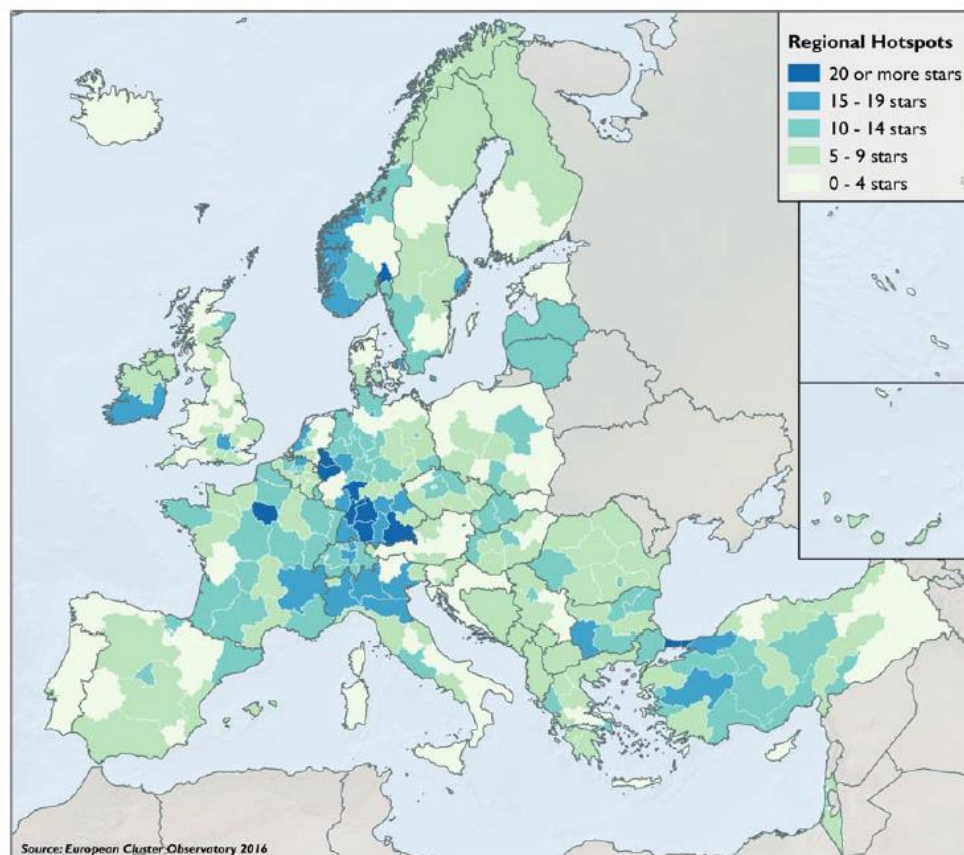 Regional Hotspots
20 or more stars
15 - 19 stars
10 - 14 stars
5 - 9 stars
0 - 4 stars
Source: European Cluster Observatory 2016